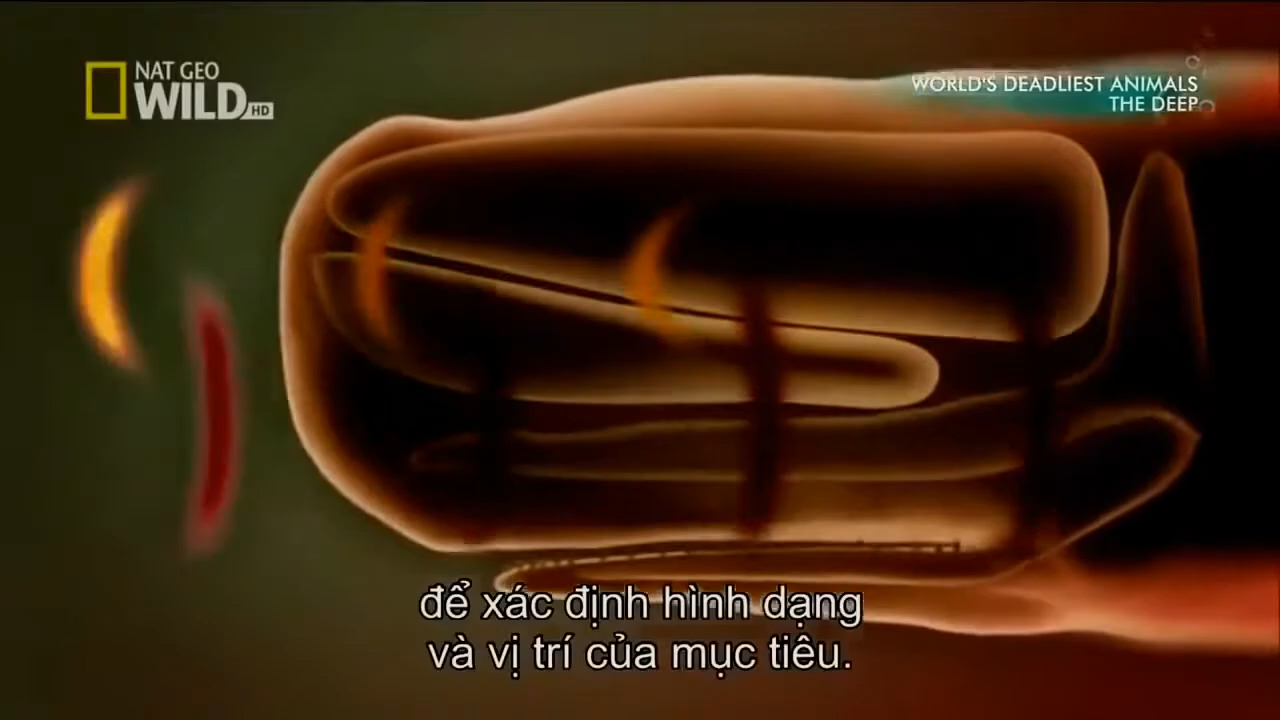 NAT GEO
WILD HD
WORLD'S DEADLIEST ANIMALS
THE DEEP
để xác định hình dạng
và vị trí của mục tiêu.